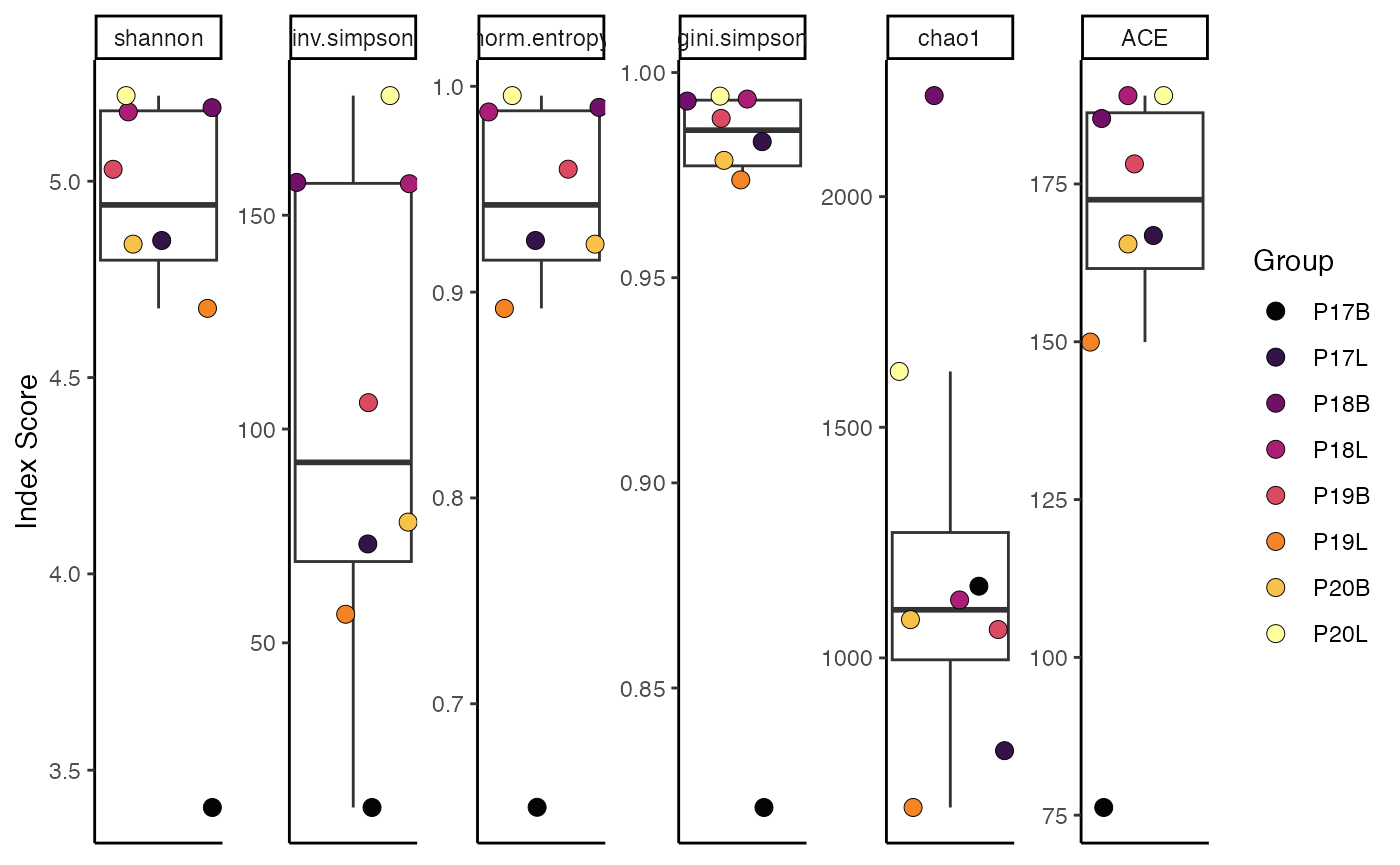 shannon
inv.simpson
norm.entropy
gini.simpson
chao1
ACE
Index Score
5.0
4.5
4.0
3.5
150
100
50
1.0
0.9
0.8
0.7
1.00
0.95
0.90
0.85
2000
1500
1000
175
150
125
100
75
Group
P17B
P17L
P18B
P18L
P19B
P19L
P20B
P20L